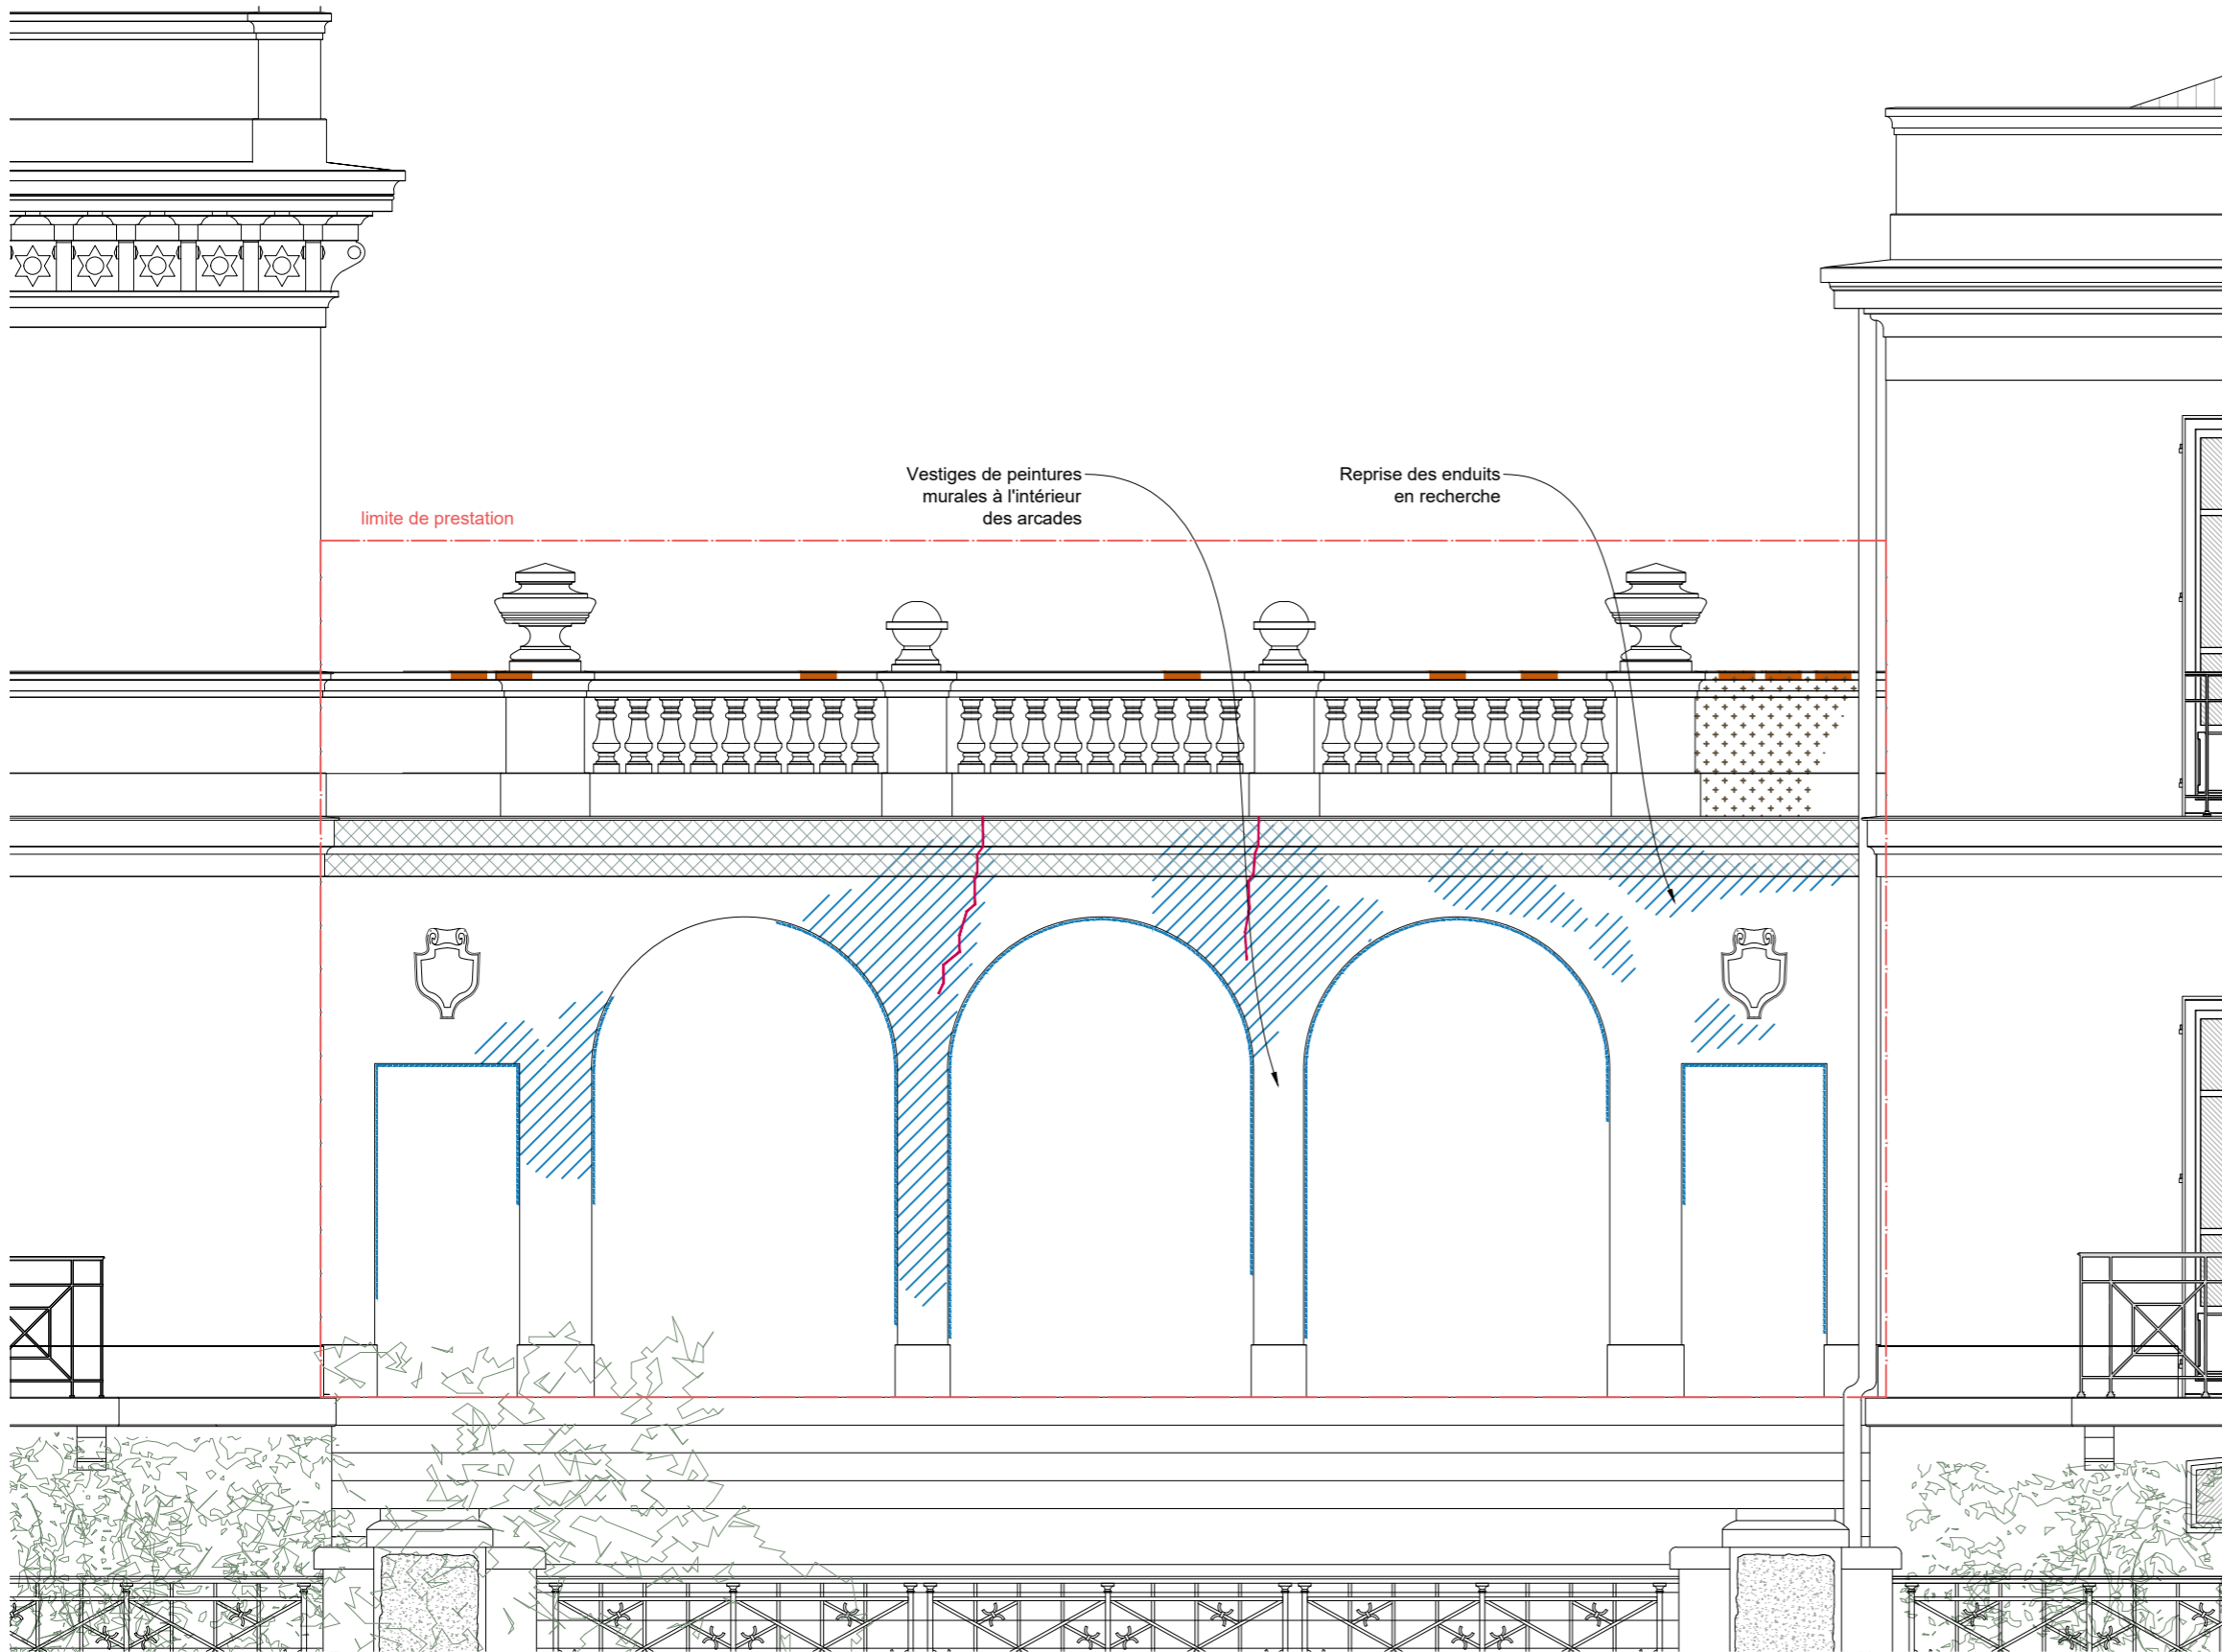 Vestiges de peintures
murales à l'intérieur
des arcades
Reprise des enduits
en recherche
limite de prestation